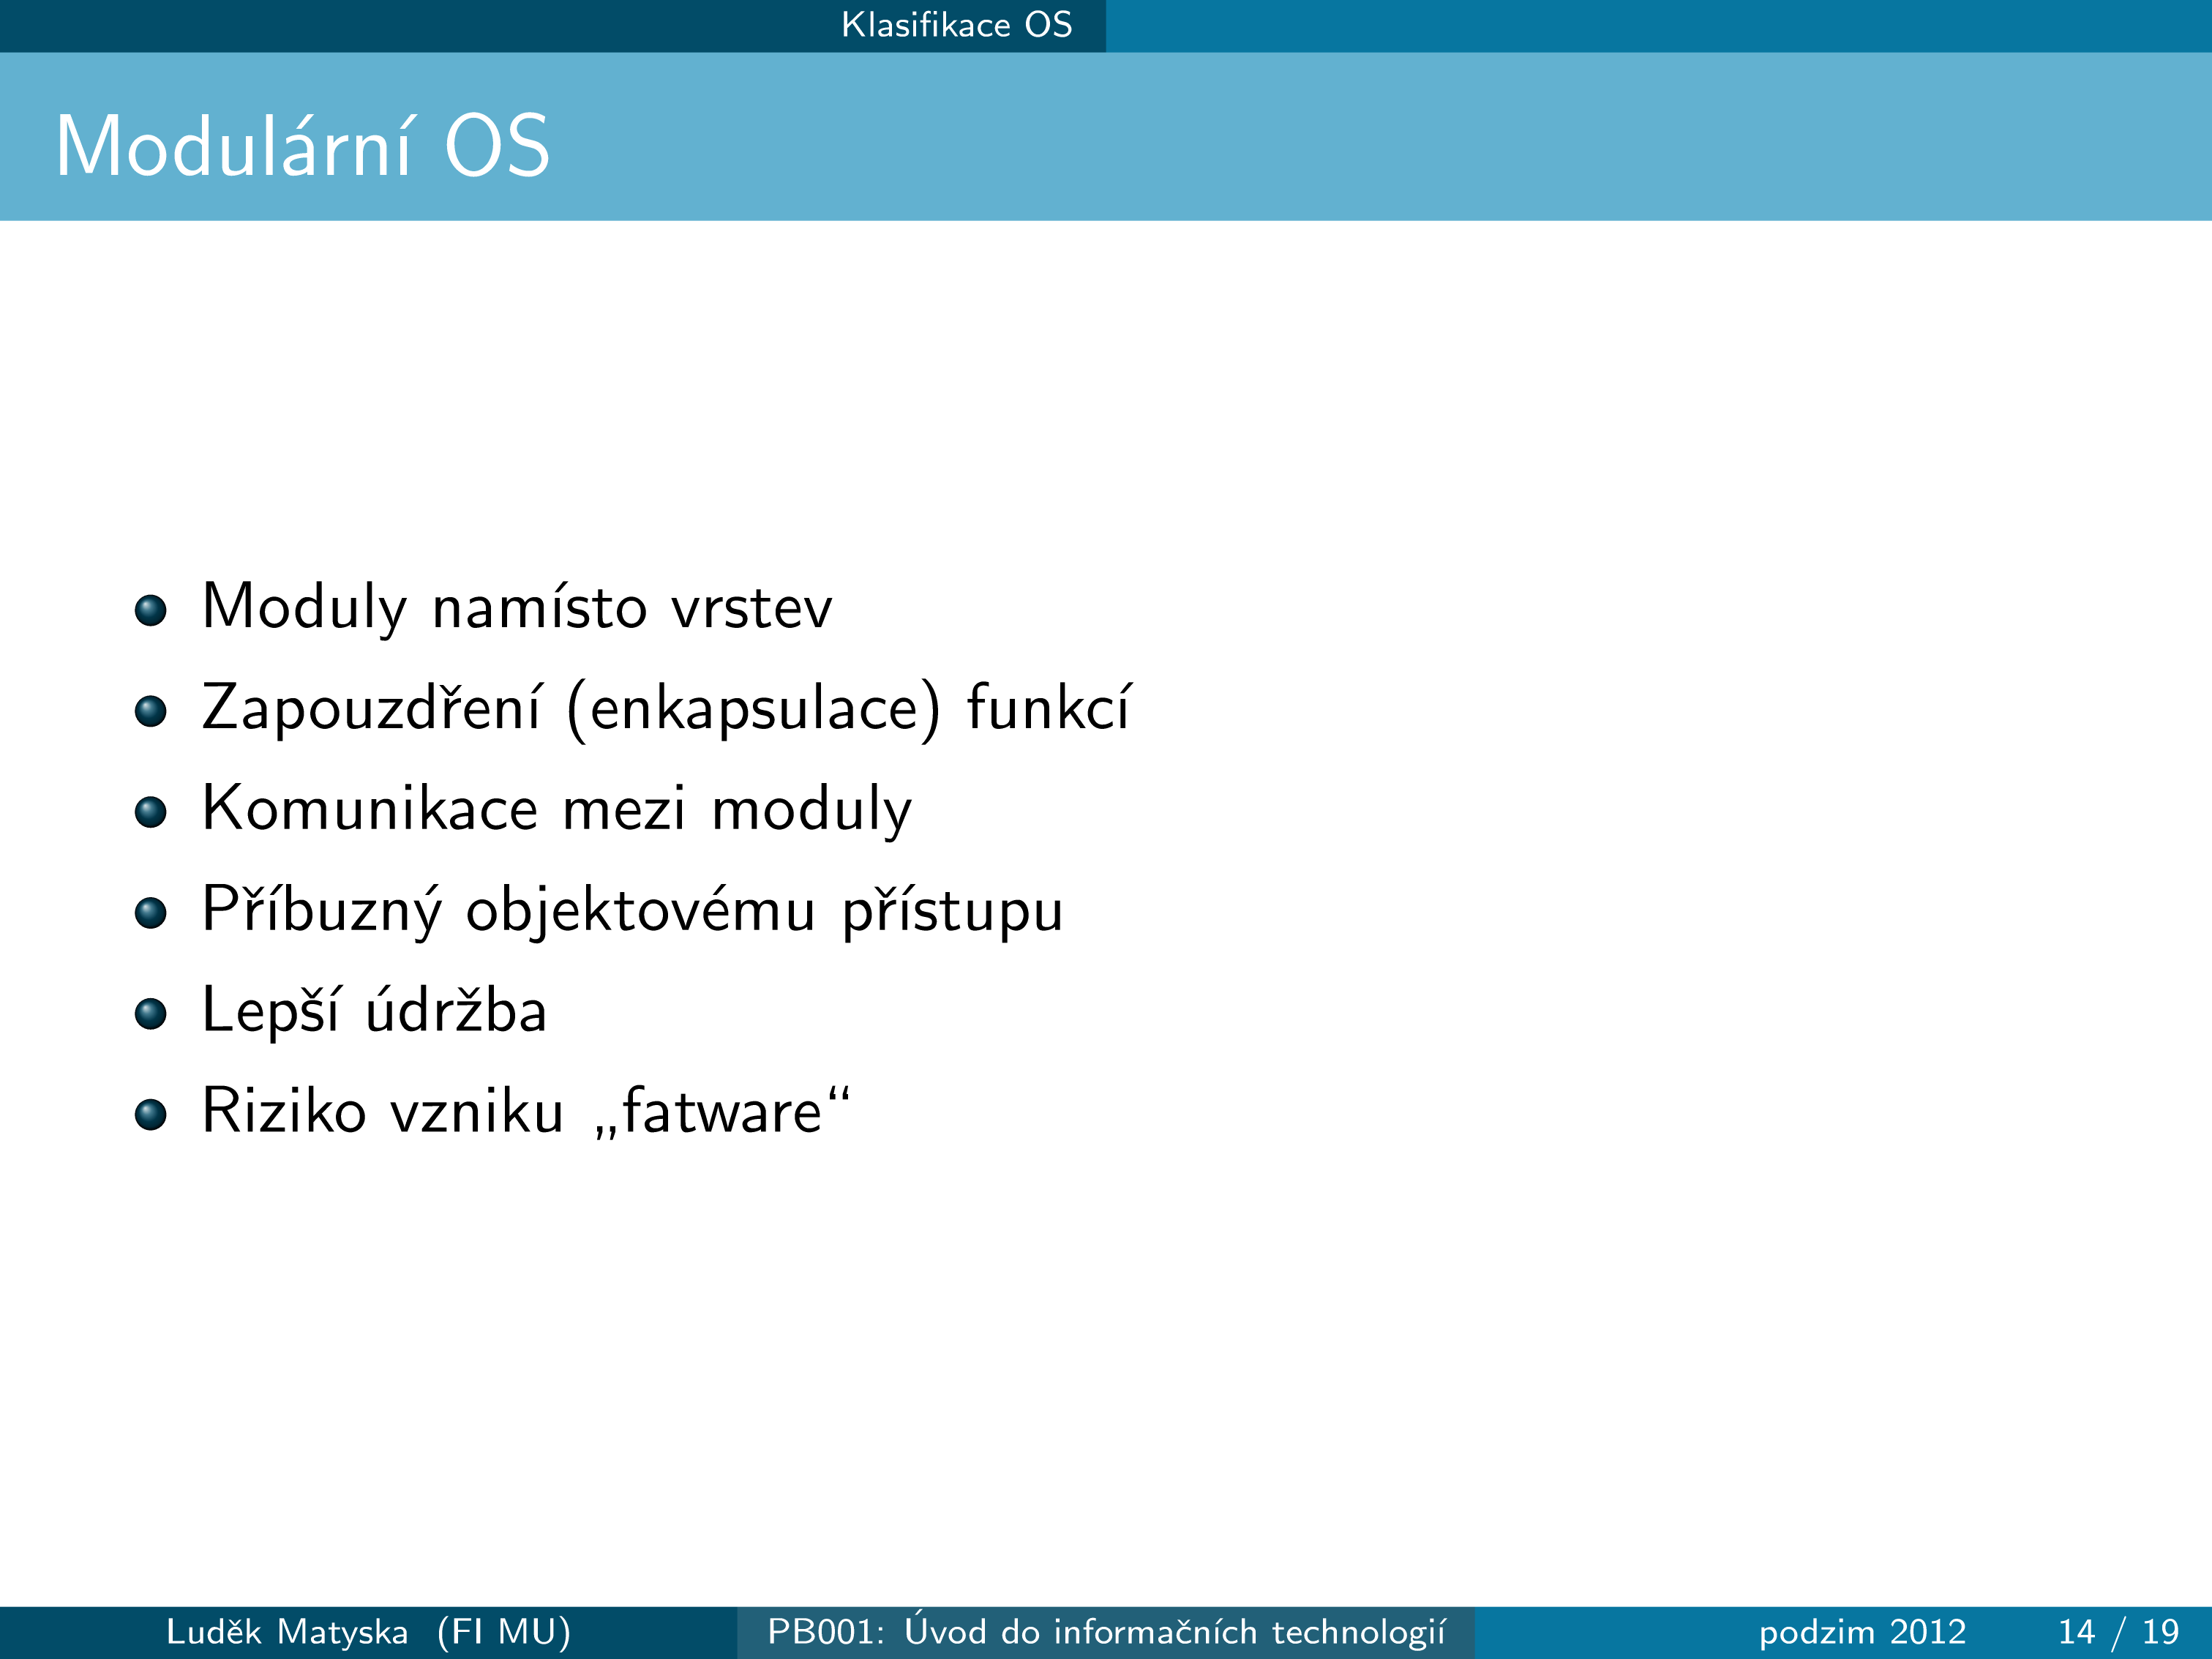 Klasifikace OS
Modulární OS
Moduly namísto vrstev
Zapouzdření (enkapsulace) funkcí
Komunikace mezi moduly
Příbuzný objektovému přístupu
Lepší údržba
Riziko vzniku „fatware“
Luděk Matyska (FI MU) PB001: Úvod do informačních technologií podzim 2012 14 / 19